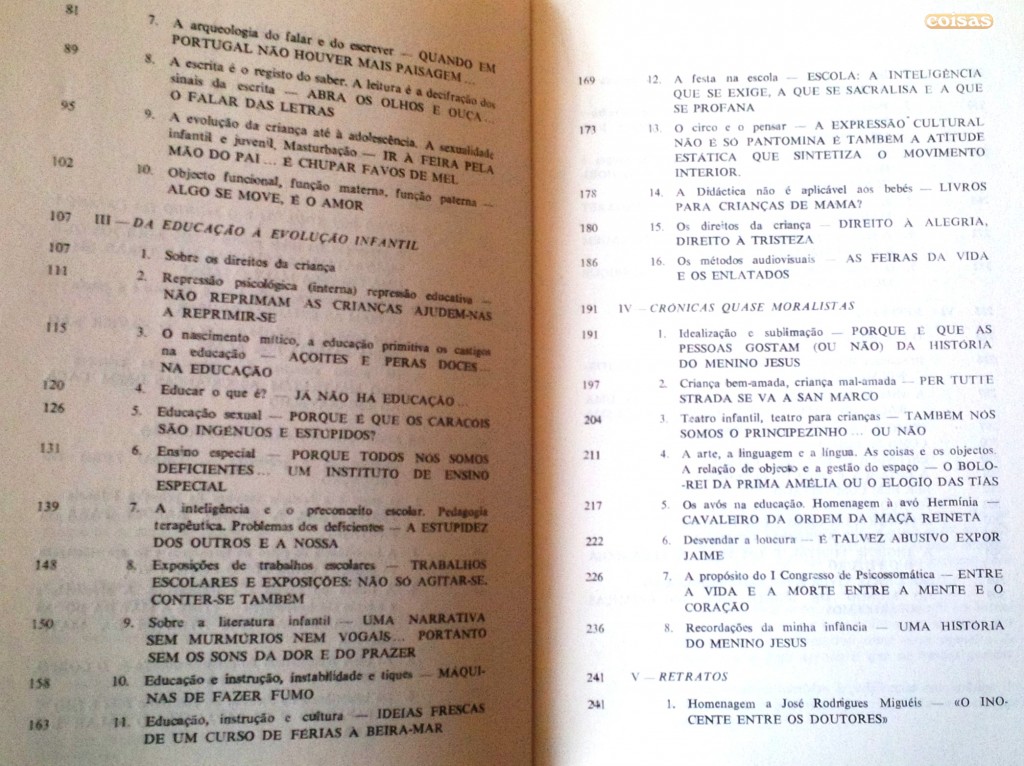 81
7. A arqueologia do falar e do escrever — QUANDO EM
PORTUGAL NÃO HOUVER MAIS PAISAGEM...
89 8. A escrita é o registo do saber. A leitura é a decifração dos
sinais da escrita — ABRA OS OLHOS E OUÇA...
O FALAR DAS LETRAS
95 9. A evolução da criança até à adolescência. A sexualidade
infantil e juvenil. Masturbação — IR À FEIRA PELA
MÃO DO PAI... É CHUPAR FAVOS DE MEL
102 10. Objecto funcional, função materna, função paterna —
ALGO SE MOVE, É O AMOR
107 III — DA EDUCAÇÃO À EVOLUÇÃO INFANTIL
107 1. Sobre os direitos da criança
111 2. Repressão psicológica (interna) repressão educativa —
NÃO REPRIMAM AS CRIANÇAS AJUDEM-NAS
A REPRIMIR-SE
115 3. O nascimento mítico, a educação primitiva os castigos
na educação — AÇOITES E PERAS DOCES...
NA EDUCAÇÃO
120 4. Educar o que é? — JÁ NÃO HÁ EDUCAÇÃO...
126 5. Educação sexual — PORQUE É QUE OS CARACOIS
SÃO INGÉNUOS E ESTUPIDOS?
131 6. Ensino especial — PORQUE TODOS NOS SOMOS
DEFICIENTES... UM INSTITUTO DE ENSINO
ESPECIAL
139 7. A inteligência e o preconceito escolar. Pedagogia
terapêutica. Problemas dos deficientes — A ESTUPIDEZ
DOS OUTROS E A NOSSA
148 8. Exposições de trabalhos escolares — TRABALHOS
ESCOLARES E EXPOSIÇÕES: NÃO SÓ AGITAR-SE.
CONTER-SE TAMBÉM
150 9. Sobre a literatura infantil — UMA NARRATIVA
SEM MURMÚRIOS NEM VOGAIS... PORTANTO
SEM OS SONS DA DOR E DO PRAZER
158 10. Educação e instrução, instabilidade e tiques — MÁQUI-
NAS DE FAZER FUMO
163 11. Educação, instrução e cultura — IDEIAS FRESCAS
DE UM CURSO DE FÉRIAS A BEIRA-MAR
coisas
169 12. A festa na escola — ESCOLA: A INTELIGÊNCIA
QUE SE EXIGE, A QUE SE SACRALISA E A QUE
SE PROFANA
173 13. O circo e o pensar — A EXPRESSÃO CULTURAL
NÃO É SÓ PANTOMINA É TAMBÉM A ATITUDE
ESTÁTICA QUE SINTETIZA O MOVIMENTO
INTERIOR.
178 14. A Didáctica não é aplicável aos bebés — LIVROS
PARA CRIANÇAS DE MAMA?
180 15. Os direitos da criança — DIREITO À ALEGRIA,
DIREITO À TRISTEZA
186 16. Os métodos audiovisuais — AS FEIRAS DA VIDA
E OS ENLATADOS
191 IV — CRÓNICAS QUASE MORALISTAS
191 1. Idealização e sublimação — PORQUE É QUE AS
PESSOAS GOSTAM (OU NÃO) DA HISTÓRIA
DO MENINO JESUS
197 2. Criança bem-amada, criança mal-amada — PER TUTTE
STRADA SE VA A SAN MARCO
204 3. Teatro infantil, teatro para crianças — TAMBÉM NÓS
SOMOS O PRINCIPEZINHO... OU NÃO
211 4. A arte, a linguagem e a língua. As coisas e os objectos.
A relação de objecto e a gestão do espaço — O BOLO-
-REI DA PRIMA AMÉLIA OU O ELOGIO DAS TIAS
217 5. Os avós na educação. Homenagem à avó Hermínia —
CAVALEIRO DA ORDEM DA MAÇÃ REINETA
222 6. Desvendar a loucura — É TALVEZ ABUSIVO EXPOR
JAIME
226 7. A propósito do I Congresso de Psicossomática — ENTRE
A VIDA E A MORTE ENTRE A MENTE E O
CORAÇÃO
236 8. Recordações da minha infância — UMA HISTÓRIA
DO MENINO JESUS
241 V — RETRATOS
241 1. Homenagem a José Rodrigues Miguéis — «O INO-
CENTE ENTRE OS DOUTORES»